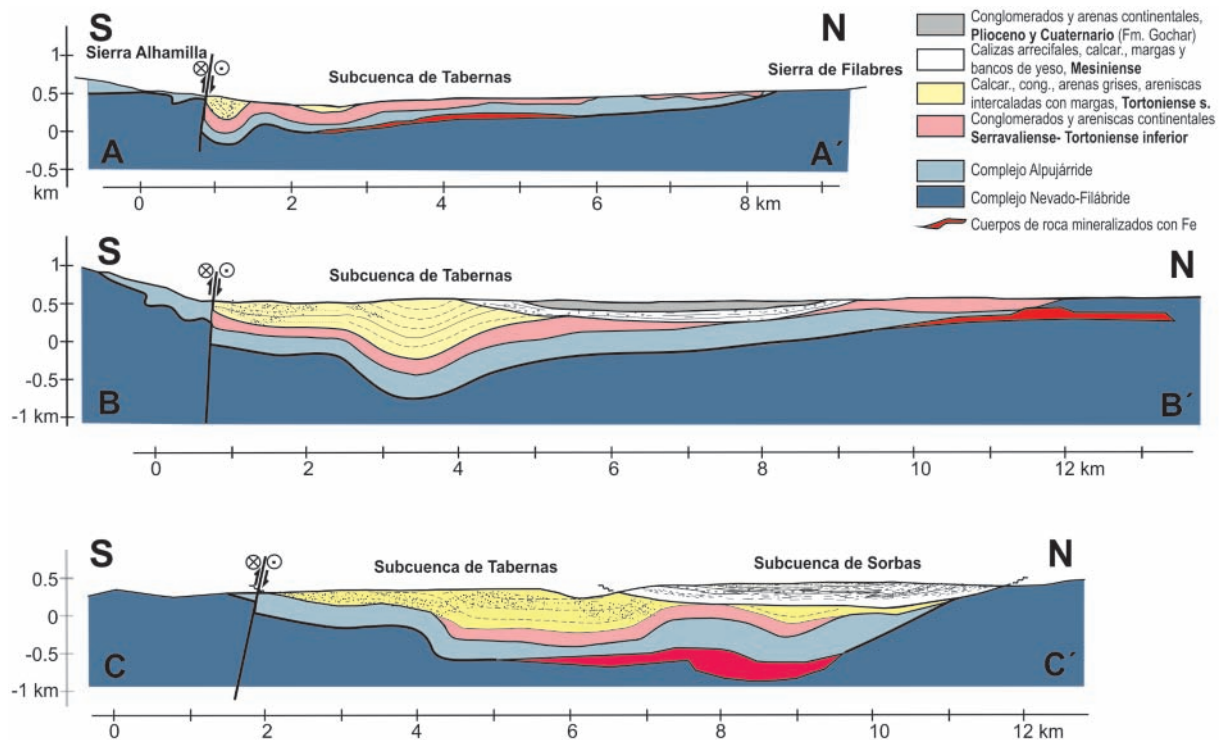 S
N
Sierra Alhamilla
Subcuenca de Tabernas
Sierra de Filabres
1
0.5
0
-0.5
km
A
A´
0 2 4 6 8 km
Conglomerados y arenas continentales,
Plioceno y Cuaternario (Fm. Gochar)
Calizas arrecifales, calcar., margas y
bancos de yeso, Mesiniense
Calcar., cong., arenas grises, areniscas
intercaladas con margas, Tortoniense s.
Conglomerados y areniscas continentales
Serravaliense- Tortoniense inferior
Complejo Alpujárride
Complejo Nevado-Filábride
Cuerpos de roca mineralizados con Fe
S
N
Subcuenca de Tabernas
1
0.5
0
-0.5
-1 km
B
B´
0 2 4 6 8 10 12 km
S
N
Subcuenca de Tabernas
Subcuenca de Sorbas
0.5
0
-0.5
-1 km
C
C´
0 2 4 6 8 10 12 km